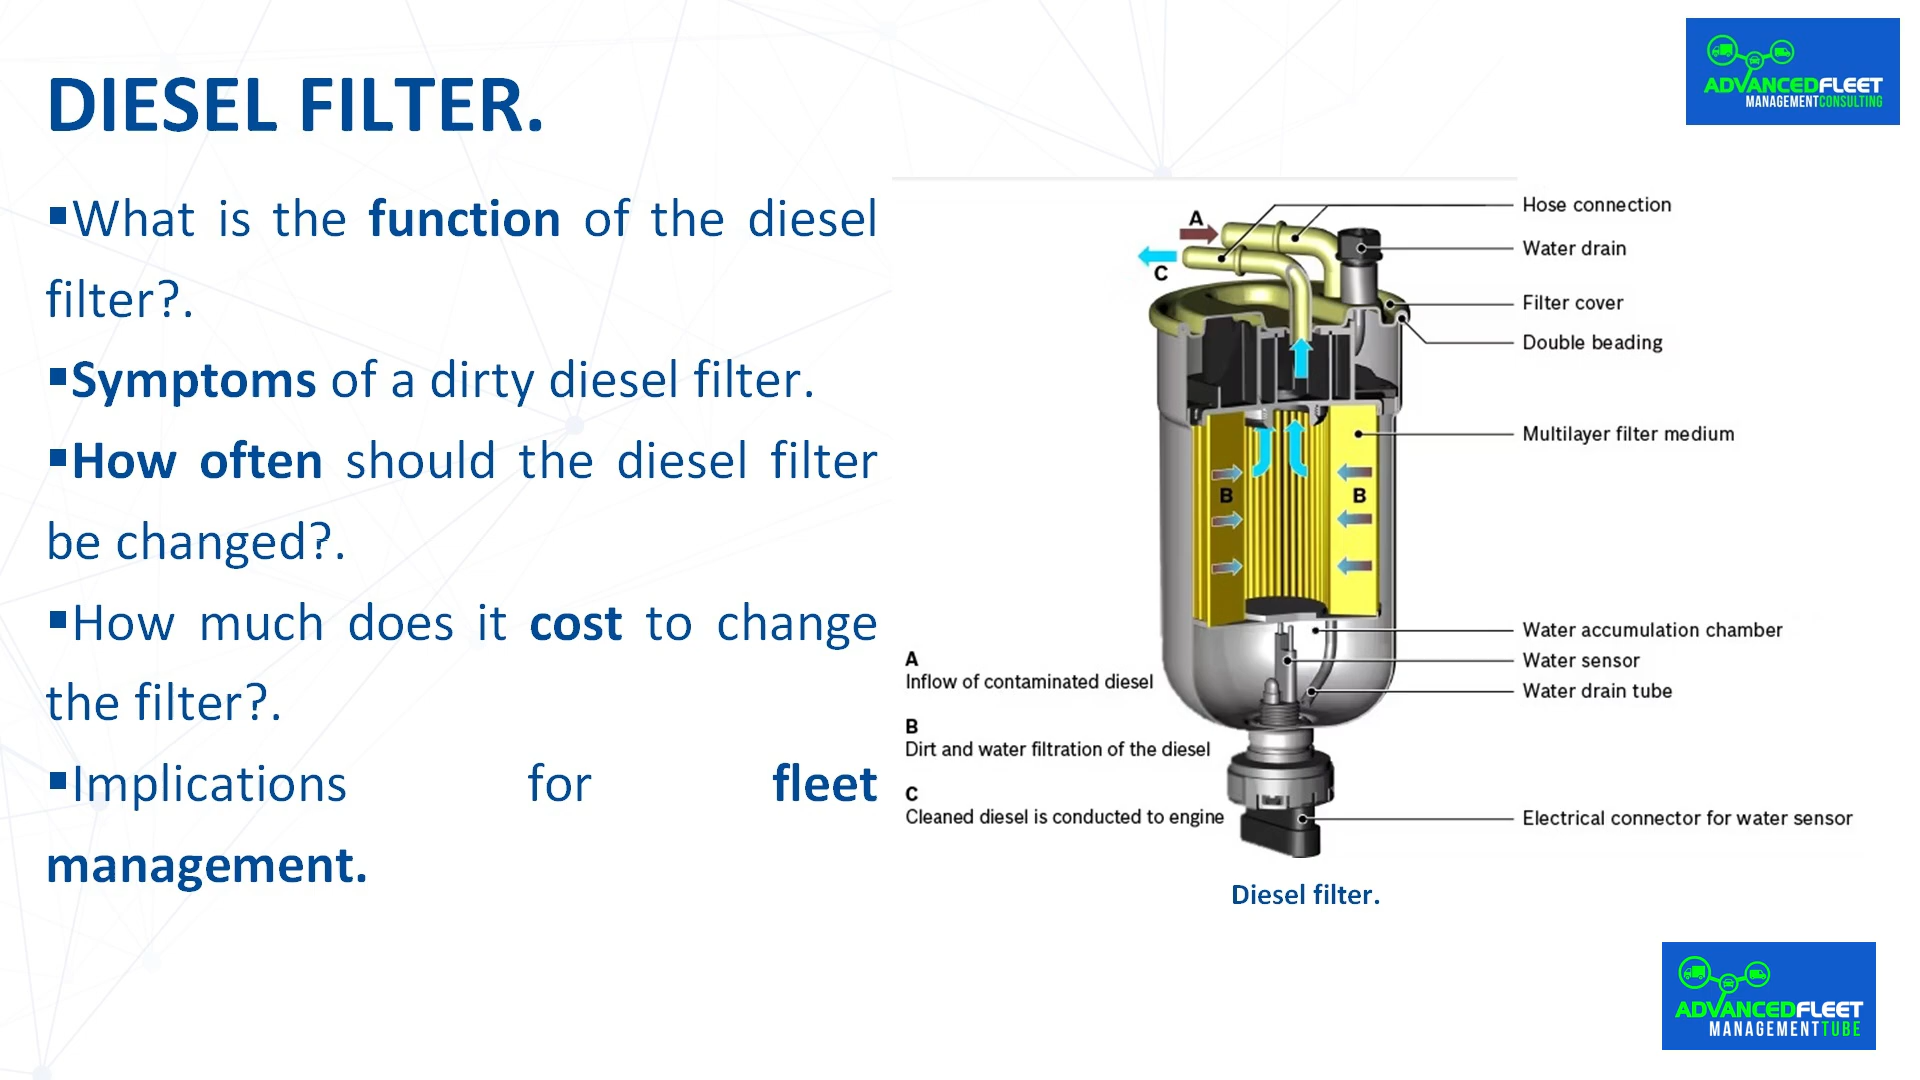 DIESEL FILTER.
▪What is the function of the diesel
filter?.
▪Symptoms of a dirty diesel filter.
▪How often should the diesel filter
be changed?.
▪How much does it cost to change
the filter?.
▪Implications for fleet
management.
ADVANCEDFLEET
MANAGEMENTCONSULTING
A
C
Hose connection
Water drain
Filter cover
Double beading
Multilayer filter medium
B B
Water accumulation chamber
Water sensor
Water drain tube
Electrical connector for water sensor
A
Inflow of contaminated diesel
B
Dirt and water filtration of the diesel
C
Cleaned diesel is conducted to engine
Diesel filter.
ADVANCEDFLEET
MANAGEMENTTUBE